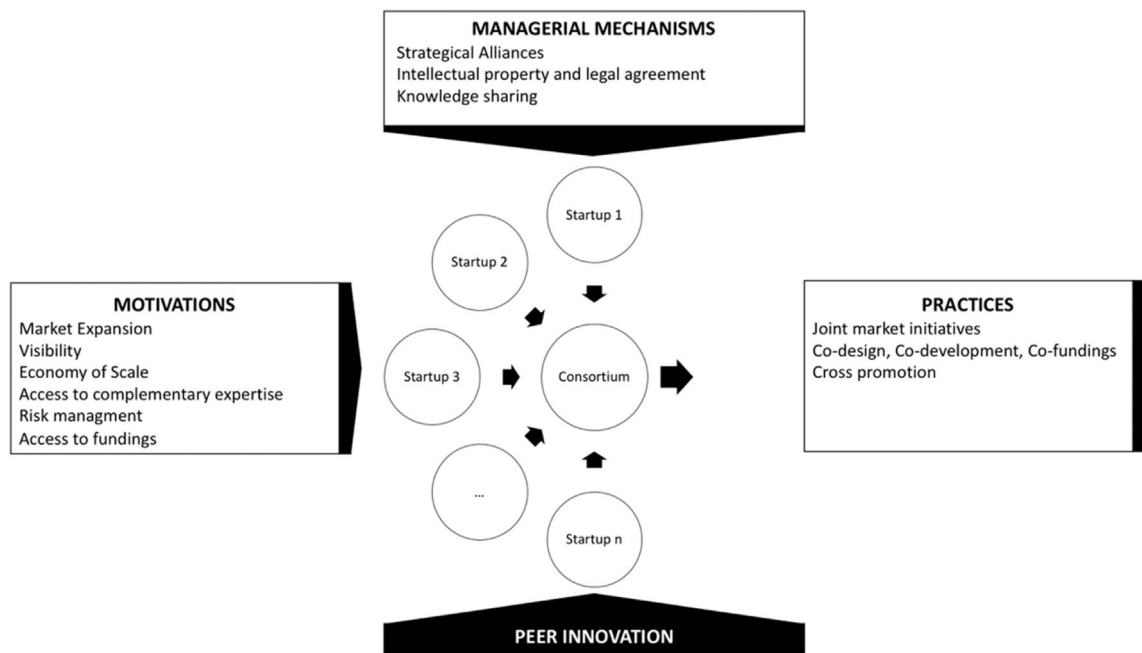 MANAGERIAL MECHANISMS
Strategical Alliances
Intellectual property and legal agreement
Knowledge sharing
Startup 1
Startup 2
MOTIVATIONS
Market Expansion
Visibility
Economy of Scale
Access to complementary expertise
Risk managment
Access to fundings
Startup 3
Consortium
PRACTICES
Joint market initiatives
Co-design, Co-development, Co-fundings
Cross promotion
...
Startup n
PEER INNOVATION